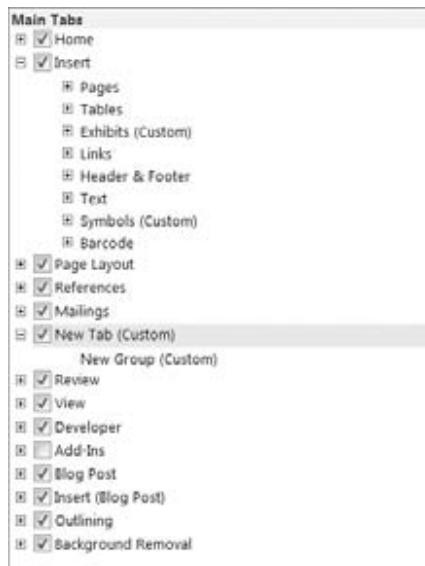 Main Tabs
Home
Insert
Pages
Tables
Exhibits (Custom)
Links
Header & Footer
Text
Symbols (Custom)
Barcode
Page Layout
References
Mailings
New Tab (Custom)
New Group (Custom)
Review
View
Developer
Add-Ins
Blog Post
Insert (Blog Post)
Outlining
Background Removal